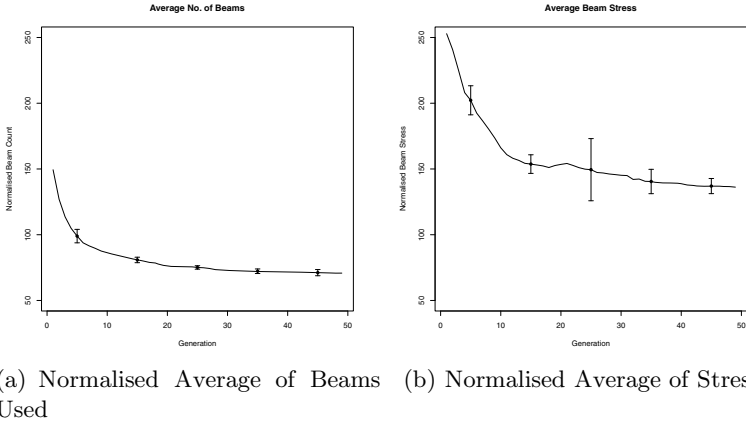 Average No. of Beams
250
200
150
100
50
Normalised Beam Count
0 10 20 30 40 50
Generation
Average Beam Stress
250
200
150
100
50
Normalised Beam Stress
0 10 20 30 40 50
Generation
(a) Normalised Average of Beams
Used
(b) Normalised Average of Stress